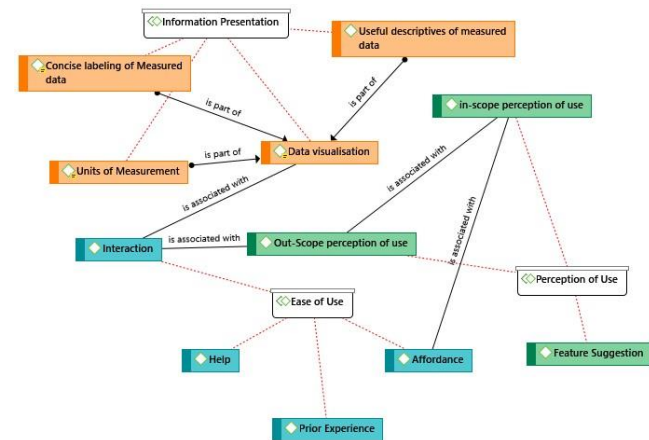 Information Presentation
Useful descriptives of measured
data
Concise labeling of Measured
data
is part of
is part of
in-scope perception of use
Units of Measurement
is part of
Data visualisation
is associated with
is associated with
is associated with
Interaction
is associated with
Out-Scope perception of use
Perception of Use
Ease of Use
Help
Affordance
Feature Suggestion
Prior Experience